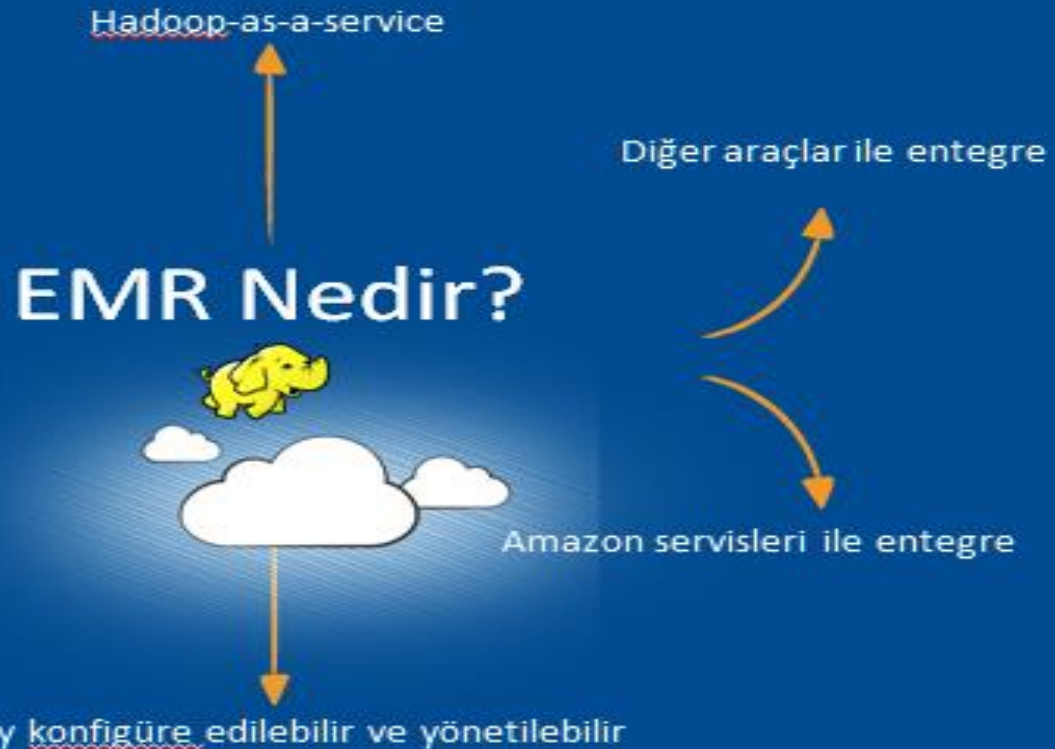 Hadoop-as-a-service
Diğer araçlar ile entegre
EMR Nedir?
Amazon servisleri ile entegre
y konfigüre edilebilir ve yönetilebilir